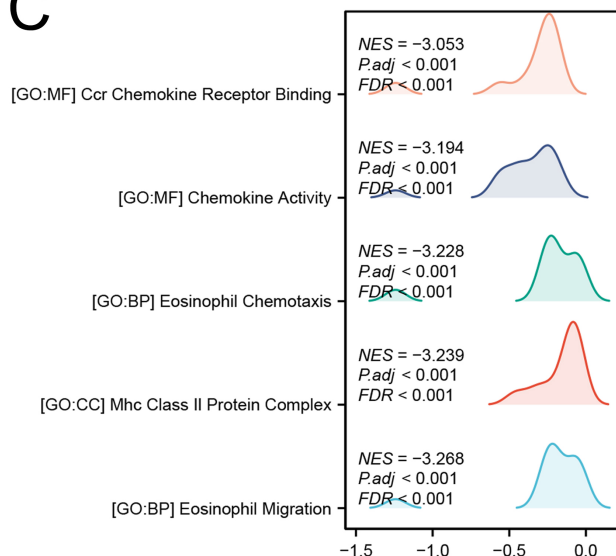 C
NES = −3.053
P.adj < 0.001
FDR < 0.001
[GO:MF] Ccr Chemokine Receptor Binding
NES = −3.194
P.adj < 0.001
FDR < 0.001
[GO:MF] Chemokine Activity
NES = −3.228
P.adj < 0.001
FDR < 0.001
[GO:BP] Eosinophil Chemotaxis
NES = −3.239
P.adj < 0.001
FDR < 0.001
[GO:CC] Mhc Class II Protein Complex
NES = −3.268
P.adj < 0.001
FDR < 0.001
[GO:BP] Eosinophil Migration
−1.5 −1.0 −0.5 0.0